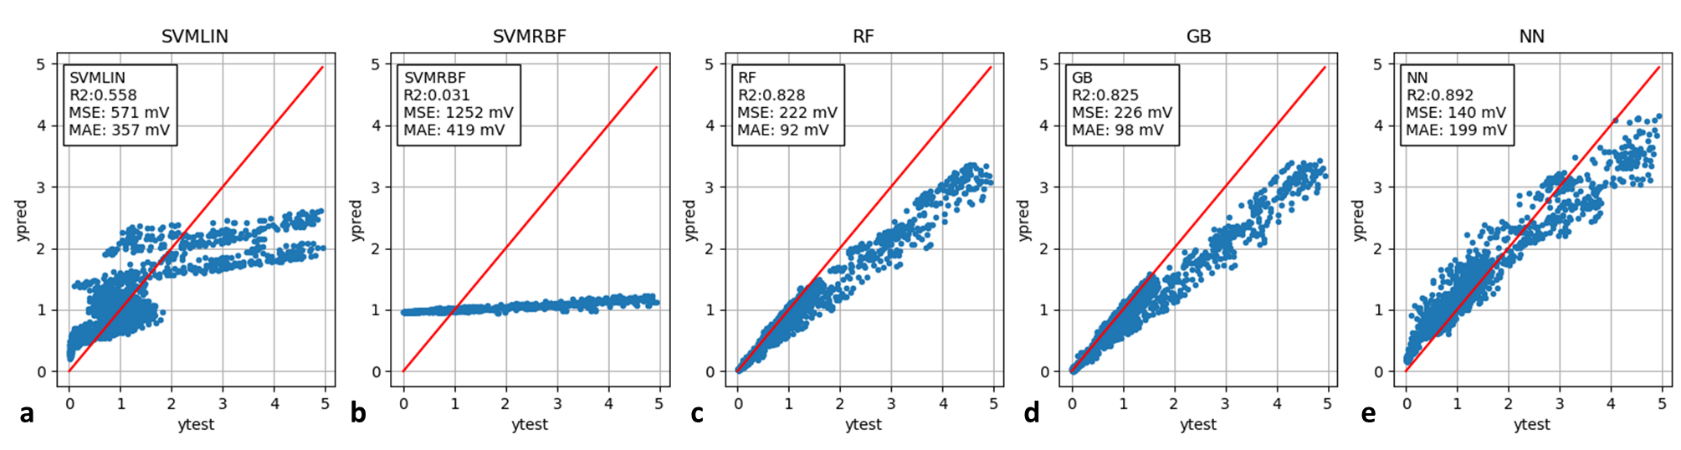 SVMLIN
SVMLIN
R2:0.558
MSE: 571 mV
MAE: 357 mV
5
4
3
2
1
0
ypred
0 1 2 3 4 5
ytest
a
SVMRBF
SVMRBF
R2:0.031
MSE: 1252 mV
MAE: 419 mV
5
4
3
2
1
0
ypred
0 1 2 3 4 5
ytest
b
RF
RF
R2:0.828
MSE: 222 mV
MAE: 92 mV
5
4
3
2
1
0
ypred
0 1 2 3 4 5
ytest
c
GB
GB
R2:0.825
MSE: 226 mV
MAE: 98 mV
5
4
3
2
1
0
ypred
0 1 2 3 4 5
ytest
d
NN
NN
R2:0.892
MSE: 140 mV
MAE: 199 mV
5
4
3
2
1
0
ypred
0 1 2 3 4 5
ytest
e